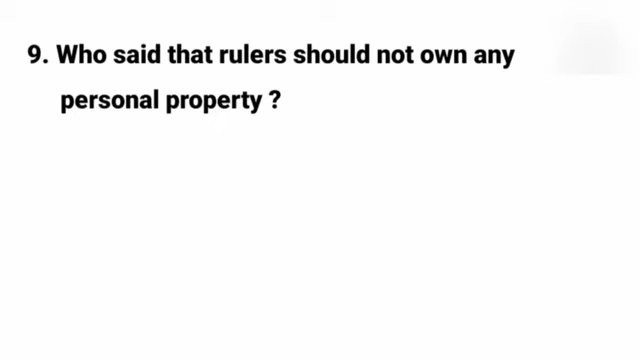 9. Who said that rulers should not own any
personal property ?